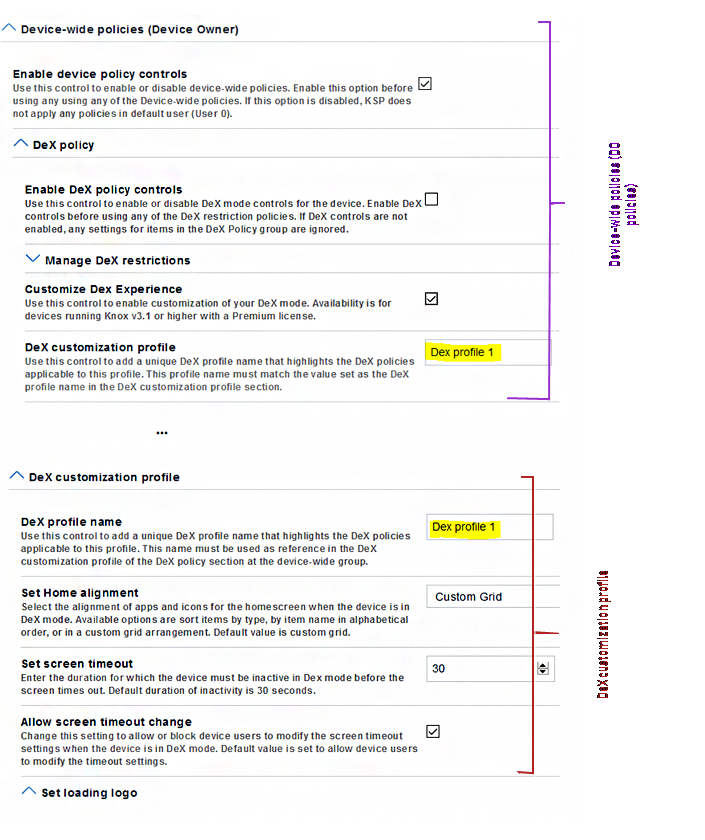 Device-wide policies (Device Owner)
Enable device policy controls
Use this control to enable or disable device-wide policies. Enable this option before
using any using any of the Device-wide policies. If this option is disabled, KSP does
not apply any policies in default user (User 0).
DeX policy
Enable DeX policy controls
Use this control to enable or disable DeX mode controls for the device. Enable DeX
controls before using any of the DeX restriction policies. If DeX controls are not
enabled, any settings for items in the DeX Policy group are ignored.
Manage DeX restrictions
Customize Dex Experience
Use this control to enable customization of your DeX mode. Availability is for
devices running Knox v3.1 or higher with a Premium license.
DeX customization profile
Use this control to add a unique DeX profile name that highlights the DeX policies
applicable to this profile. This profile name must match the value set as the DeX
profile name in the DeX customization profile section.
Dex profile 1
Device-wide policies (DO
policies)
...
DeX customization profile
DeX profile name
Use this control to add a unique DeX profile name that highlights the DeX policies
applicable to this profile. This name must be used as reference in the DeX
customization profile of the DeX policy section at the device-wide group.
Dex profile 1
Set Home alignment
Select the alignment of apps and icons for the homescreen when the device is in
DeX mode. Available options are sort items by type, by item name in alphabetical
order, or in a custom grid arrangement. Default value is custom grid.
Custom Grid
Set screen timeout
Enter the duration for which the device must be inactive in Dex mode before the
screen times out. Default duration of inactivity is 30 seconds.
30
Allow screen timeout change
Change this setting to allow or block device users to modify the screen timeout
settings when the device is in DeX mode. Default value is set to allow device users
to modify the timeout settings.
Set loading logo
DeX customization profile